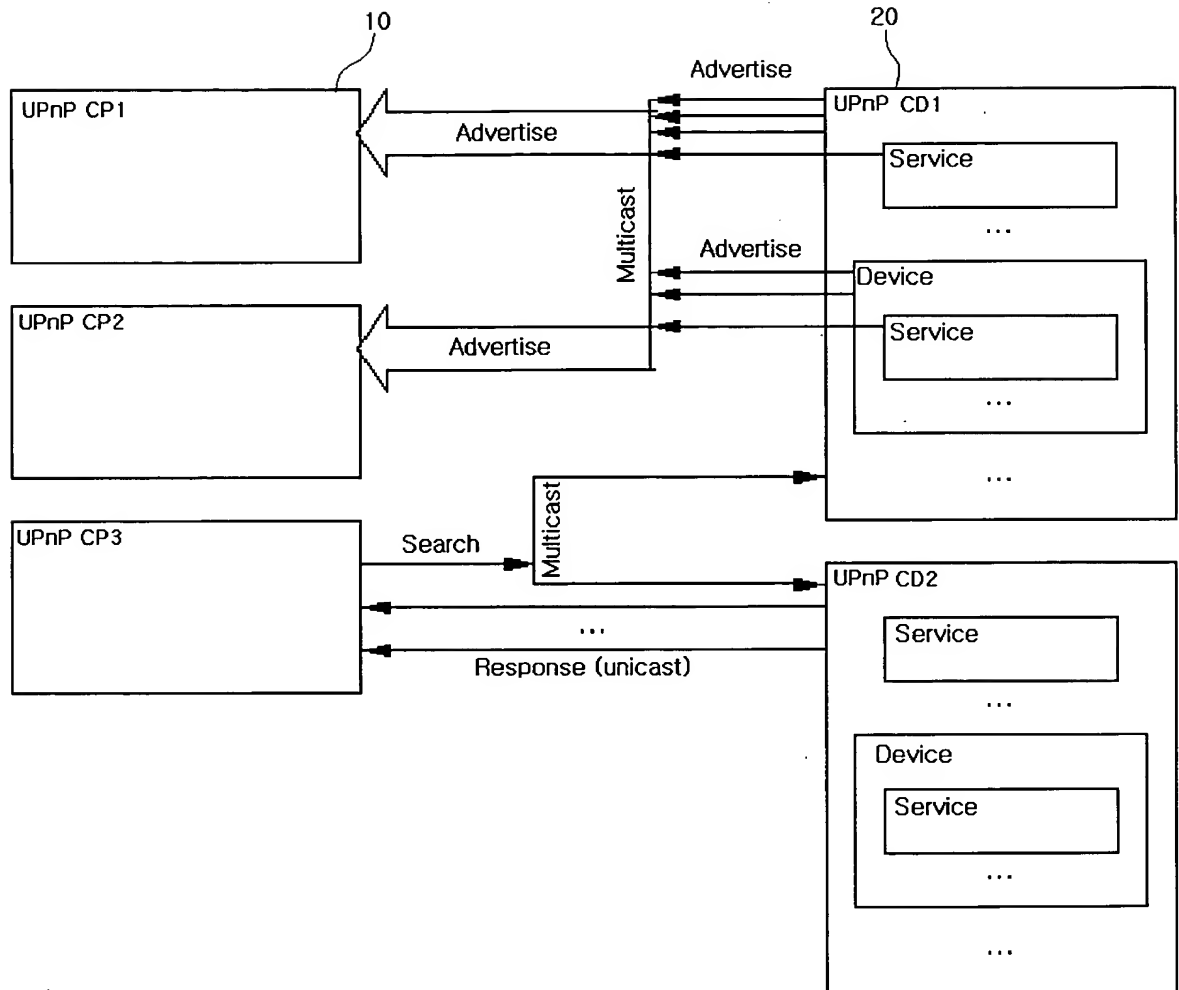 10
20
UPnP CP1
Advertise
Advertise
UPnP CD1
Service
...
Multicast
Advertise
Device
Service
...
...
UPnP CP2
Advertise
UPnP CP3
Search
Multicast
...
Response (unicast)
UPnP CD2
Service
...
Device
Service
...
...